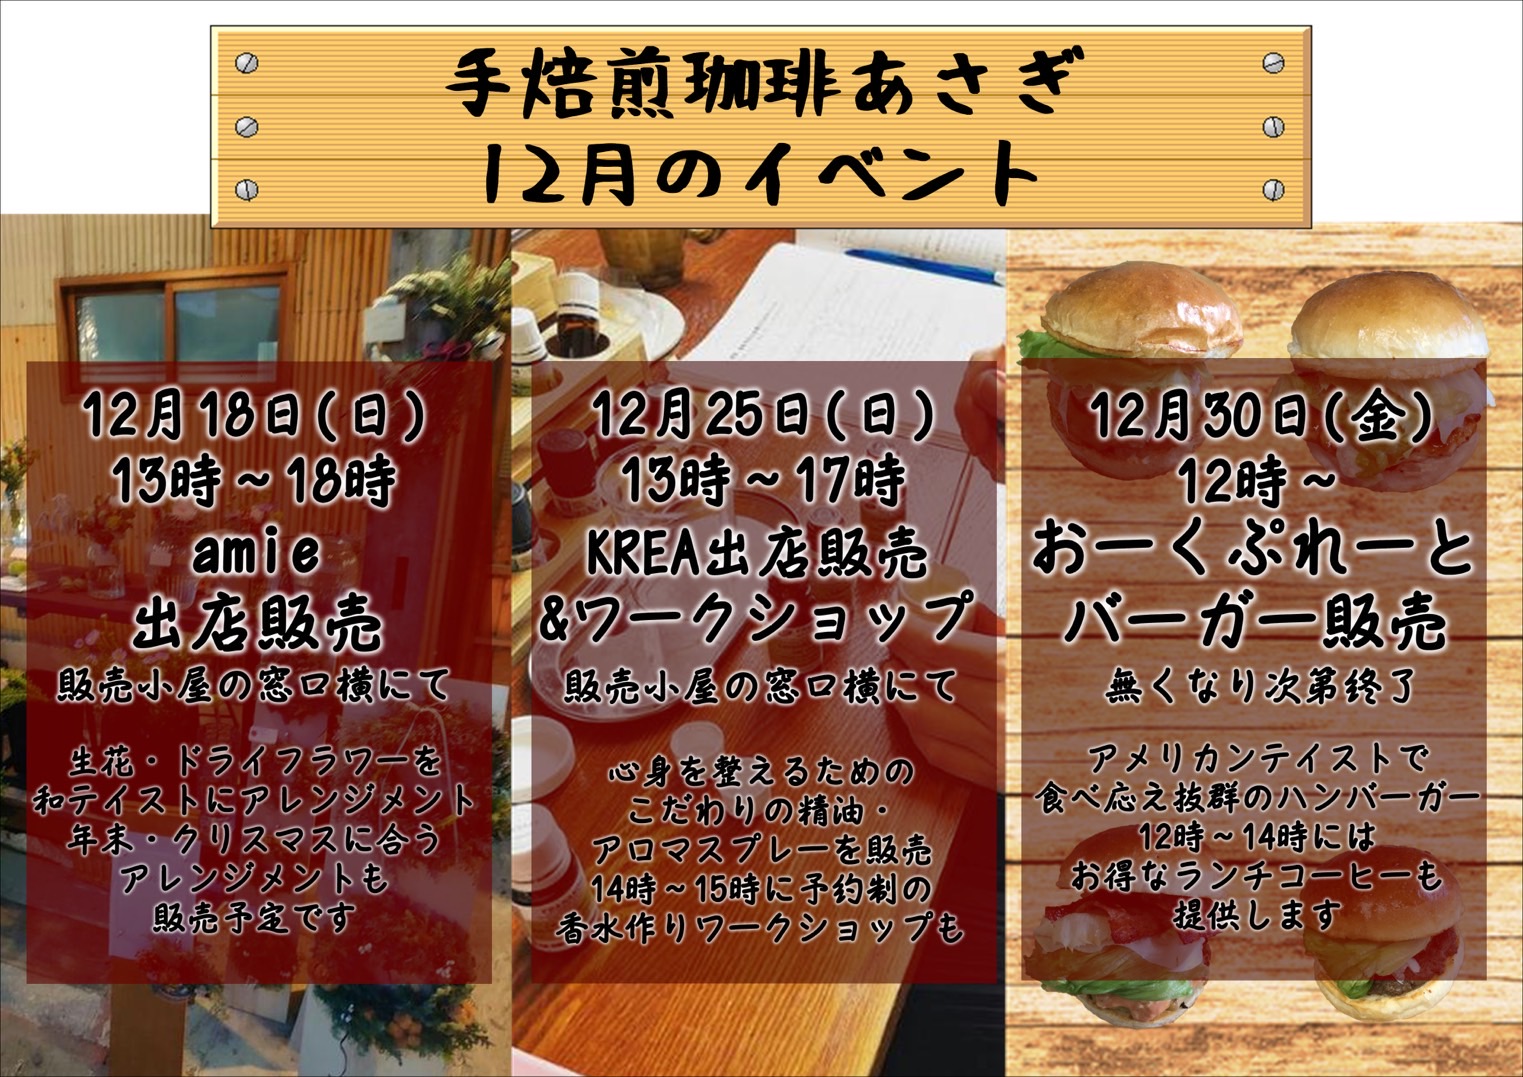 手焙煎珈琲あさぎ
12月のイベント
12月18日(日)
13時~18時
amie
出店販売
販売小屋の窓口横にて
生花・ドライフラワーを
和テイストにアレンジメント
年末・クリスマスに合う
アレンジメントも
販売予定です
12月25日(日)
13時~17時
KREA出店販売
&ワークショップ
販売小屋の窓口横にて
心身を整えるための
こだわりの精油・
アロマスプレーを販売
14時~15時に予約制の
香水作りワークショップも
12月30日(金)
12時~
おーくぷれーと
バーガー販売
無くなり次第終了
アメリカンテイストで
食べ応え抜群のハンバーガー
12時~14時には
お得なランチコーヒーも
提供します